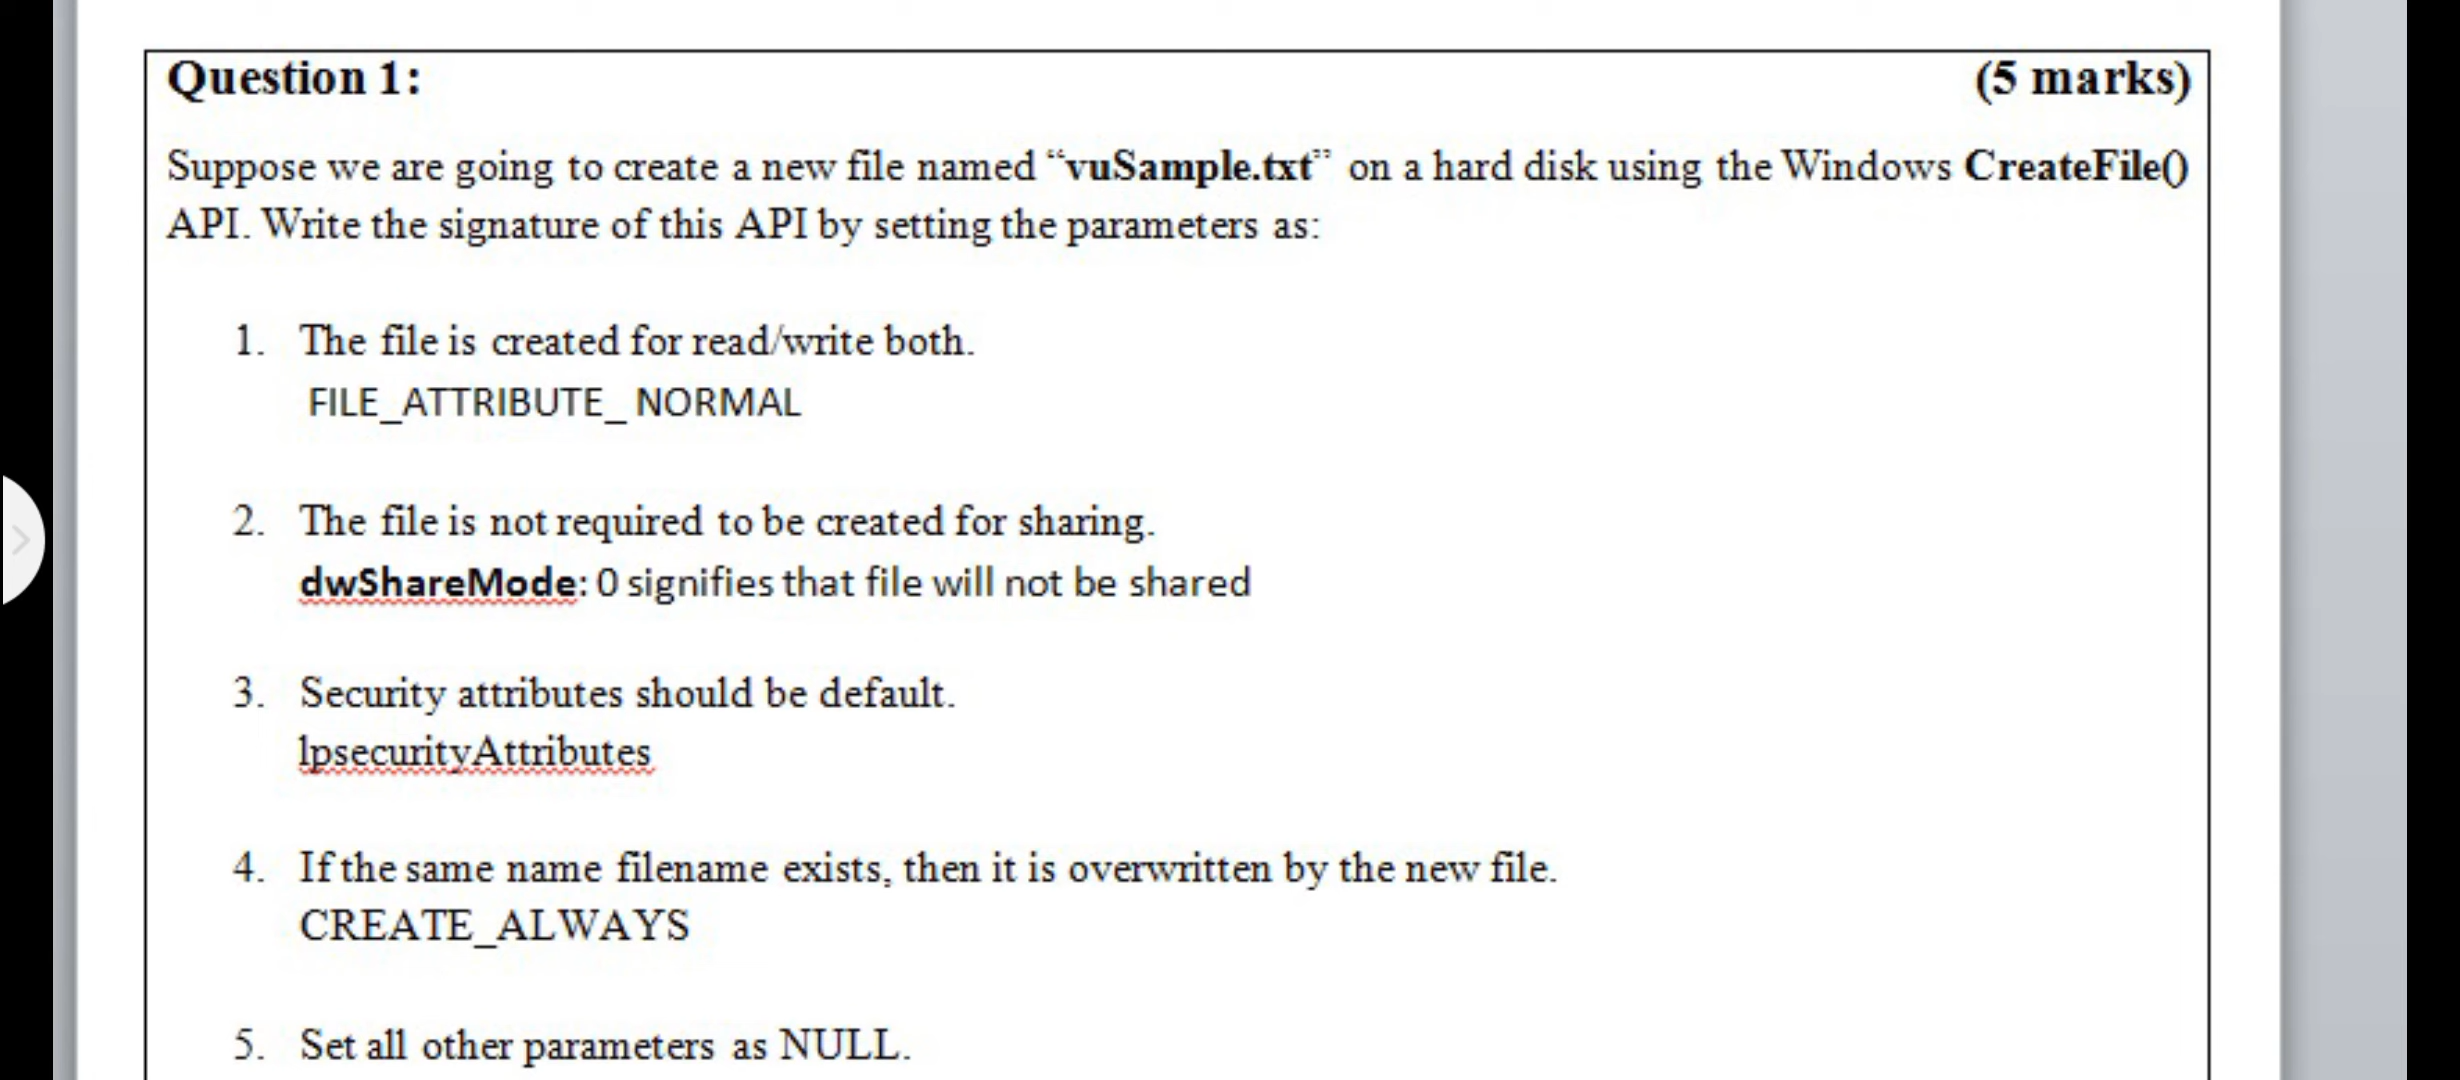 Question 1: (5 marks)
Suppose we are going to create a new file named “vuSample.txt” on a hard disk using the Windows CreateFile()
API. Write the signature of this API by setting the parameters as:
1. The file is created for read/write both.
FILE_ATTRIBUTE_ NORMAL
2. The file is not required to be created for sharing.
dwShareMode: 0 signifies that file will not be shared
3. Security attributes should be default.
lpsecurityAttributes
4. If the same name filename exists, then it is overwritten by the new file.
CREATE_ALWAYS
5. Set all other parameters as NULL.